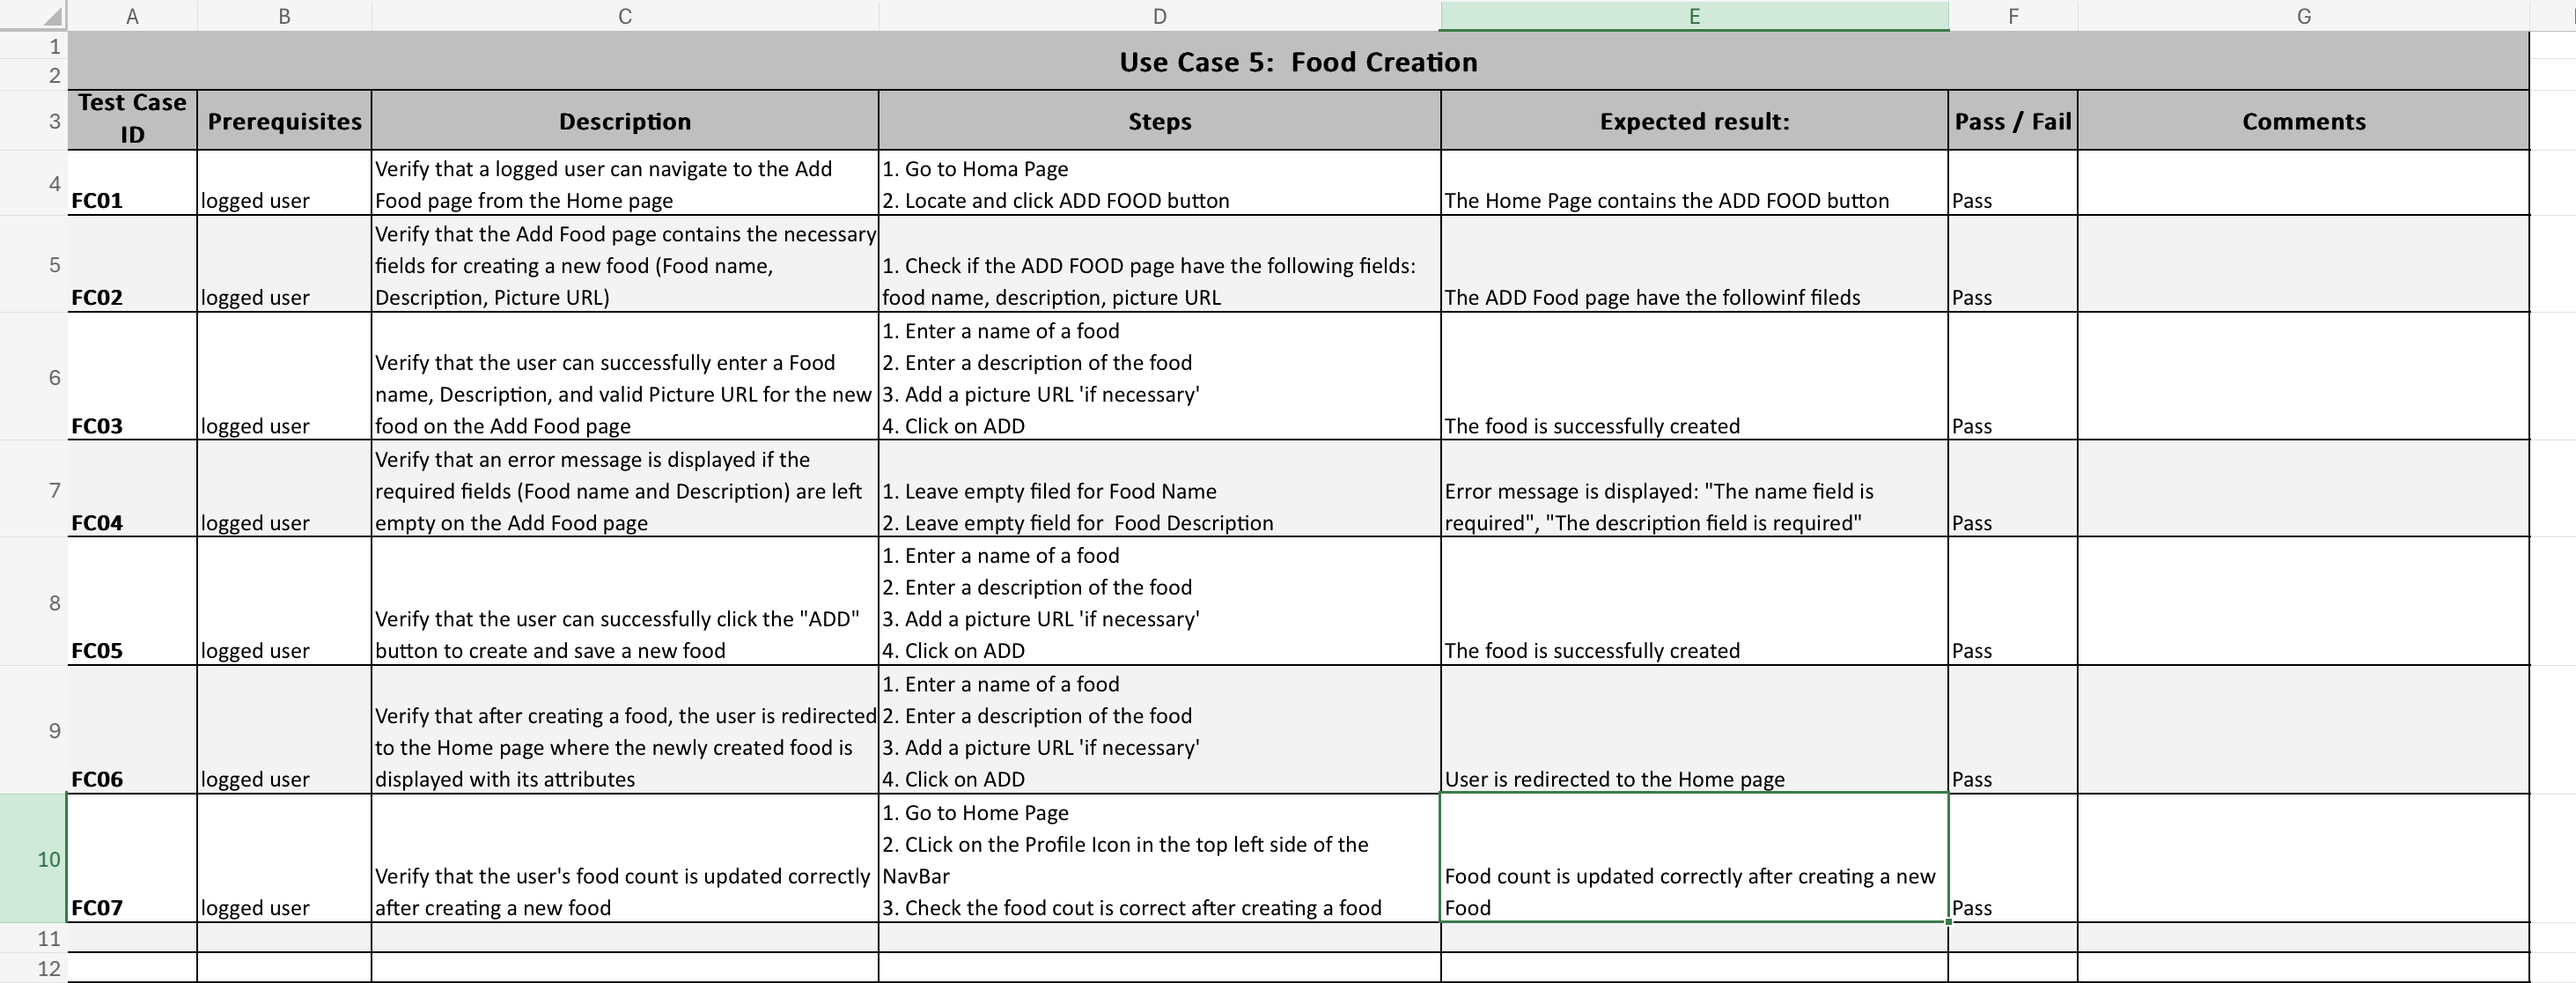 A B C D E F G
1
2
Use Case 5:  Food Creation
3
Test Case
ID
Prerequisites
Description
Steps
Expected result:
Pass / Fail
Comments
4
FC01
logged user
Verify that a logged user can navigate to the Add
Food page from the Home page
1. Go to Homa Page
2. Locate and click ADD FOOD button
The Home Page contains the ADD FOOD button
Pass
5
FC02
logged user
Verify that the Add Food page contains the necessary
fields for creating a new food (Food name,
Description, Picture URL)
1. Check if the ADD FOOD page have the following fields:
food name, description, picture URL
The ADD Food page have the followinf fileds
Pass
6
FC03
logged user
Verify that the user can successfully enter a Food
name, Description, and valid Picture URL for the new
food on the Add Food page
1. Enter a name of a food
2. Enter a description of the food
3. Add a picture URL 'if necessary'
4. Click on ADD
The food is successfully created
Pass
7
FC04
logged user
Verify that an error message is displayed if the
required fields (Food name and Description) are left
empty on the Add Food page
1. Leave empty filed for Food Name
2. Leave empty field for  Food Description
Error message is displayed: "The name field is
required", "The description field is required"
Pass
8
FC05
logged user
Verify that the user can successfully click the "ADD"
button to create and save a new food
1. Enter a name of a food
2. Enter a description of the food
3. Add a picture URL 'if necessary'
4. Click on ADD
The food is successfully created
Pass
9
FC06
logged user
Verify that after creating a food, the user is redirected
to the Home page where the newly created food is
displayed with its attributes
1. Enter a name of a food
2. Enter a description of the food
3. Add a picture URL 'if necessary'
4. Click on ADD
User is redirected to the Home page
Pass
10
FC07
logged user
Verify that the user's food count is updated correctly
after creating a new food
1. Go to Home Page
2. CLick on the Profile Icon in the top left side of the
NavBar
3. Check the food cout is correct after creating a food
Food count is updated correctly after creating a new
Food
Pass
11
12